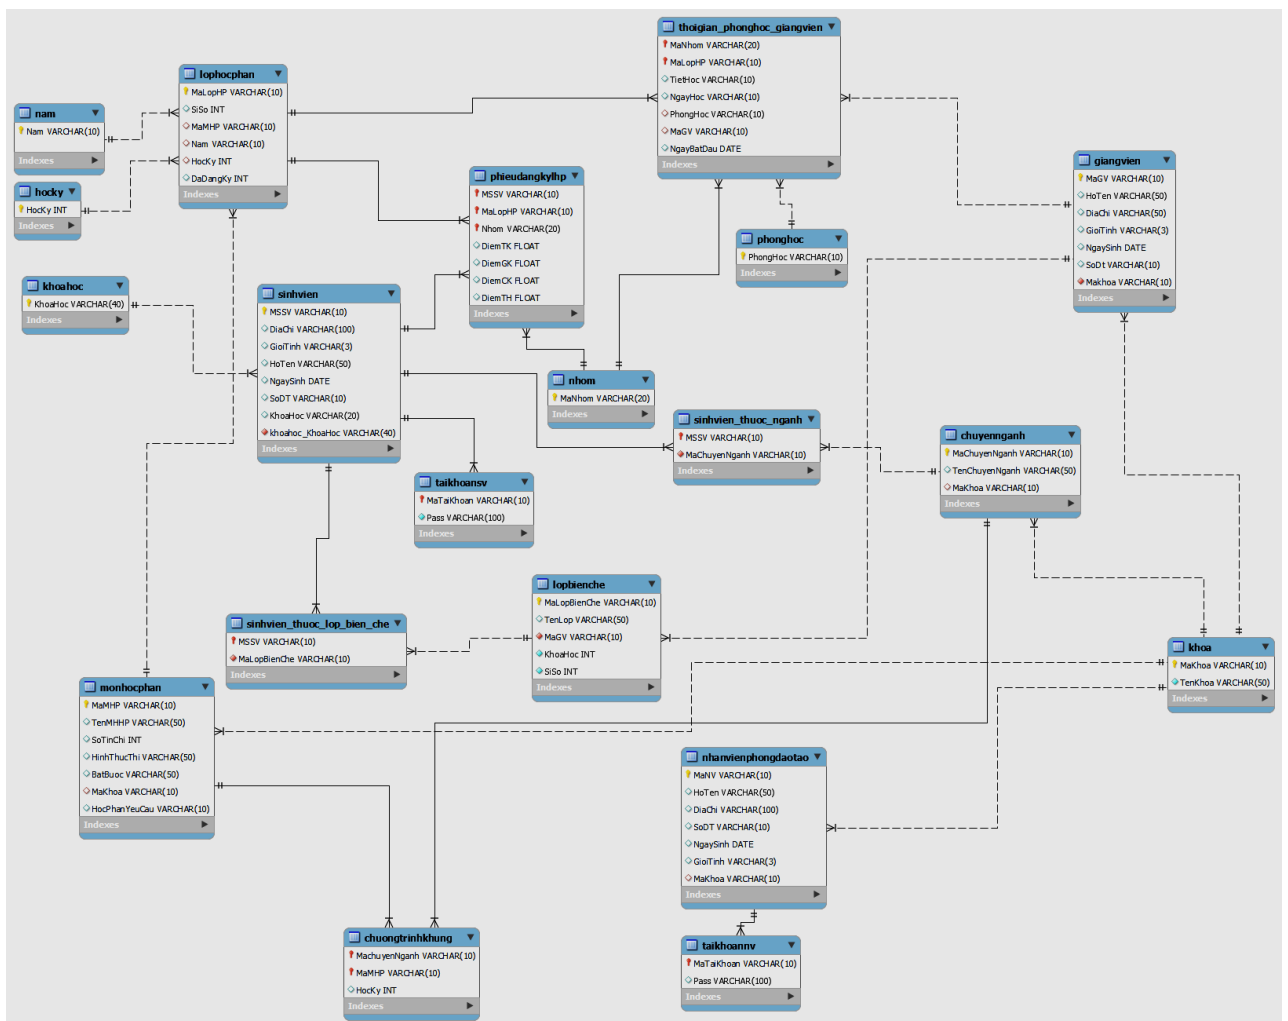 thoigian_phonghoc_giangvien
MaNhom VARCHAR(20)
MaLopHP VARCHAR(10)
TietHoc VARCHAR(10)
NgayHoc VARCHAR(10)
PhongHoc VARCHAR(10)
MaGV VARCHAR(10)
NgayBatDau DATE
Indexes
lophocphan
MaLopHP VARCHAR(10)
SiSo INT
MaMHP VARCHAR(10)
Nam VARCHAR(10)
HocKy INT
DaDangKy INT
Indexes
nam
Nam VARCHAR(10)
Indexes
hocky
HocKy INT
Indexes
phieudangkylhp
MSSV VARCHAR(10)
MaLopHP VARCHAR(10)
Nhom VARCHAR(20)
DiemTK FLOAT
DiemGK FLOAT
DiemCK FLOAT
DiemTH FLOAT
Indexes
giangvien
MaGV VARCHAR(10)
HoTen VARCHAR(50)
DiaChi VARCHAR(50)
GioiTinh VARCHAR(3)
NgaySinh DATE
SoDt VARCHAR(10)
Makhoa VARCHAR(10)
Indexes
phonghoc
PhongHoc VARCHAR(10)
Indexes
khoahoc
KhoaHoc VARCHAR(40)
Indexes
sinhvien
MSSV VARCHAR(10)
DiaChi VARCHAR(100)
GioiTinh VARCHAR(3)
HoTen VARCHAR(50)
NgaySinh DATE
SoDT VARCHAR(10)
KhoaHoc VARCHAR(20)
khoahoc_KhoaHoc VARCHAR(40)
Indexes
nhom
MaNhom VARCHAR(20)
Indexes
sinhvien_thuoc_nganh
MSSV VARCHAR(10)
MaChuyenNganh VARCHAR(10)
Indexes
chuyennganh
MaChuyenNganh VARCHAR(10)
TenChuyenNganh VARCHAR(50)
MaKhoa VARCHAR(10)
Indexes
taikhoansv
MaTaiKhoan VARCHAR(10)
Pass VARCHAR(100)
Indexes
lopbienche
MaLopBienChe VARCHAR(10)
TenLop VARCHAR(50)
MaGV VARCHAR(10)
KhoaHoc INT
SiSo INT
Indexes
sinhvien_thuoc_lop_bien_che
MSSV VARCHAR(10)
MaLopBienChe VARCHAR(10)
Indexes
khoa
MaKhoa VARCHAR(10)
TenKhoa VARCHAR(50)
Indexes
monhocphan
MaMHP VARCHAR(10)
TenMHHP VARCHAR(50)
SoTinChi INT
HinhThucThi VARCHAR(50)
BatBuoc VARCHAR(50)
MaKhoa VARCHAR(10)
HocPhanYeuCau VARCHAR(10)
Indexes
nhanvienphongdaotao
MaNV VARCHAR(10)
HoTen VARCHAR(50)
DiaChi VARCHAR(100)
SoDT VARCHAR(10)
NgaySinh DATE
GioiTinh VARCHAR(3)
MaKhoa VARCHAR(10)
Indexes
chuongtrinhkhung
MachuyenNganh VARCHAR(10)
MaMHP VARCHAR(10)
HocKy INT
Indexes
taikhoannv
MaTaiKhoan VARCHAR(10)
Pass VARCHAR(100)
Indexes